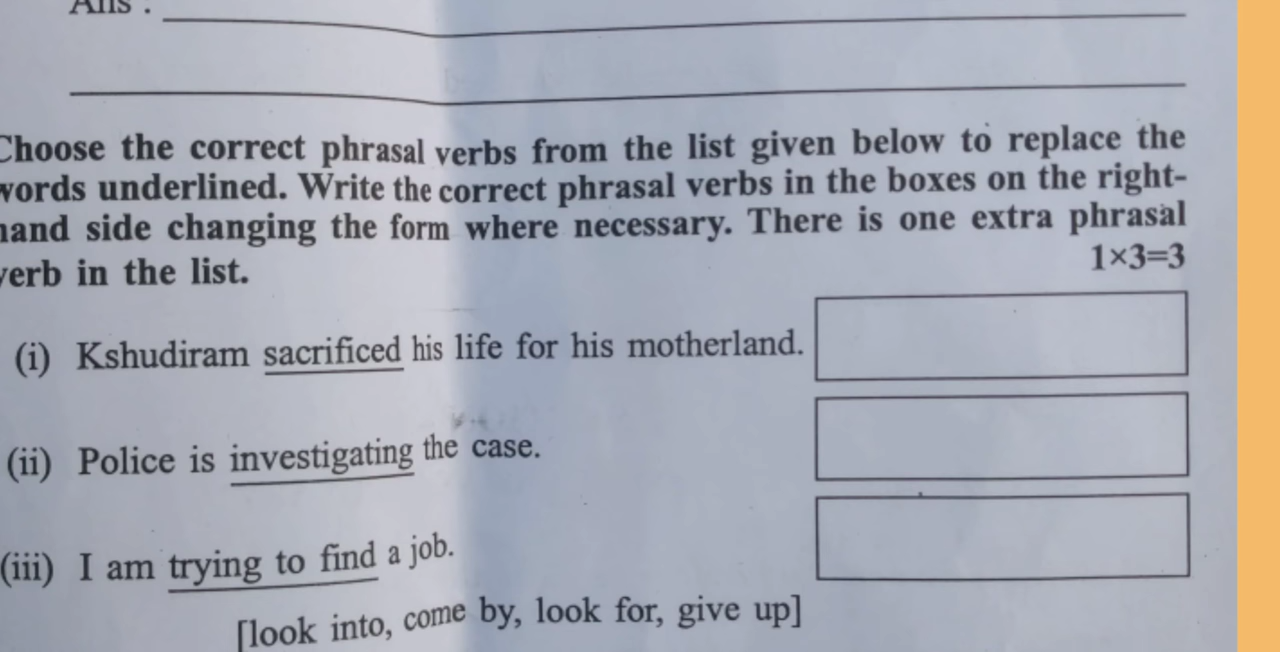 Ans :
Choose the correct phrasal verbs from the list given below to replace the
words underlined. Write the correct phrasal verbs in the boxes on the right-
hand side changing the form where necessary. There is one extra phrasal
verb in the list. 1×3=3
(i) Kshudiram sacrificed his life for his motherland.
(ii) Police is investigating the case.
(iii) I am trying to find a job.
[look into, come by, look for, give up]